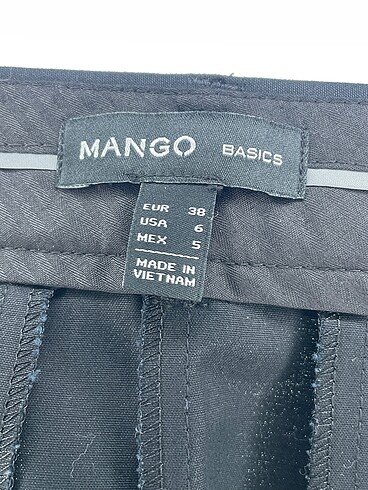 MANGO BASICS
EUR 38
USA 6
MEX 5
MADE IN
VIETNAM